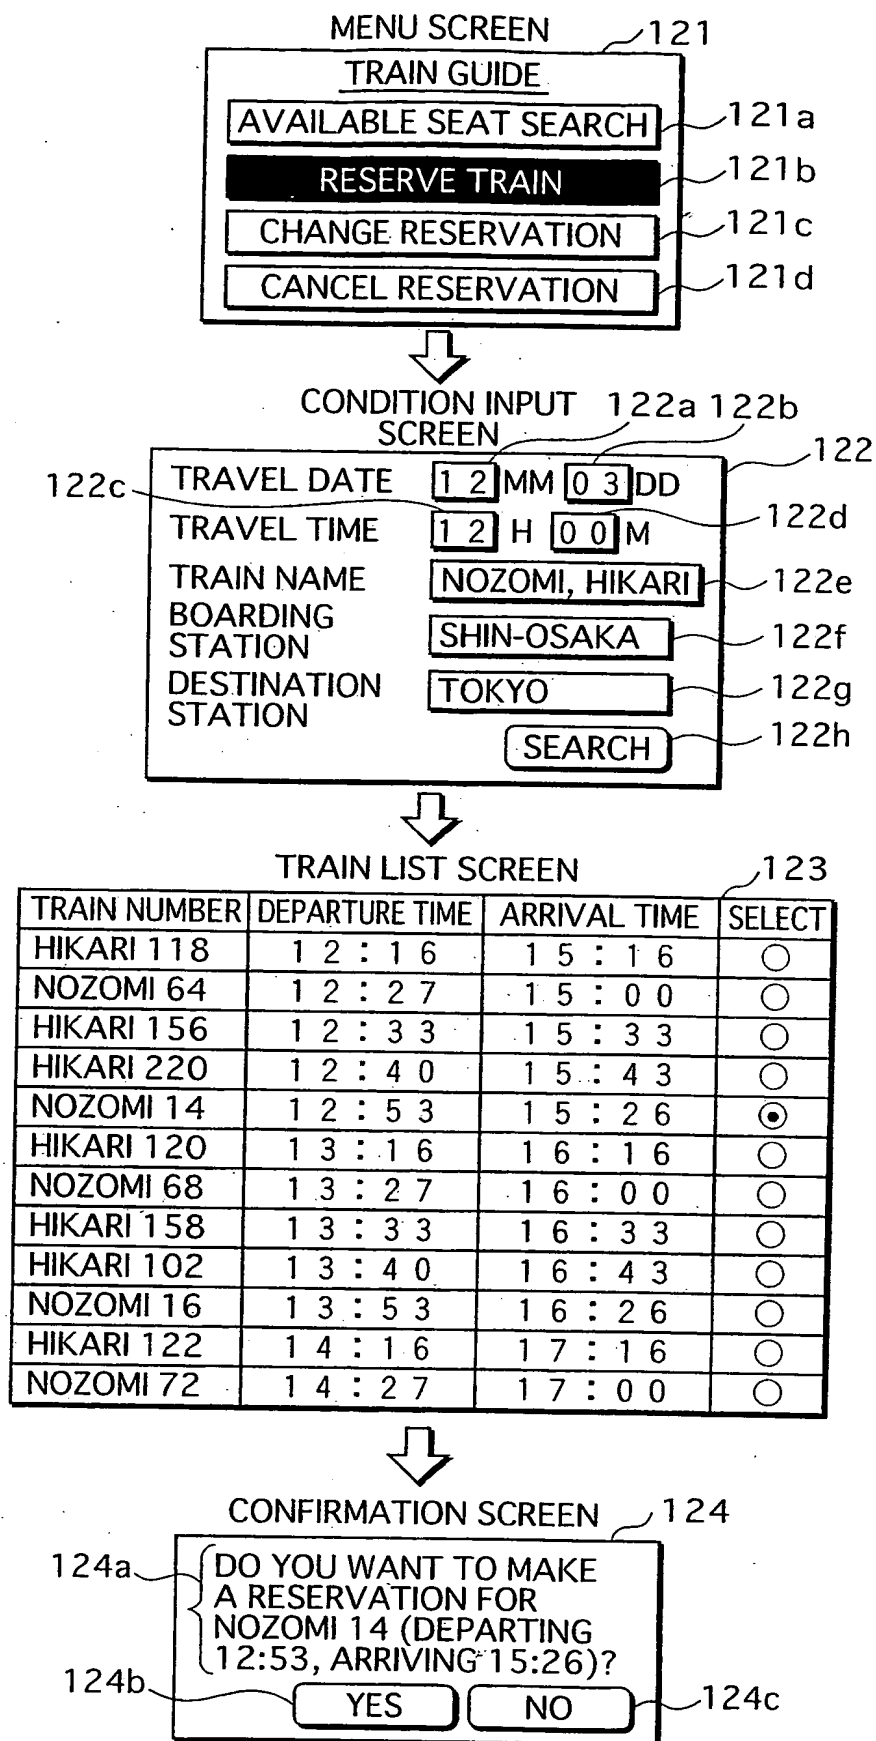 MENU SCREEN 121
TRAIN GUIDE
AVAILABLE SEAT SEARCH 121a
RESERVE TRAIN 121b
CHANGE RESERVATION 121c
CANCEL RESERVATION 121d
CONDITION INPUT SCREEN 122a 122b
122
TRAVEL DATE 12 MM 03 DD
122c
TRAVEL TIME 12 H 00 M 122d
TRAIN NAME NOZOMI, HIKARI 122e
BOARDING STATION SHIN-OSAKA 122f
DESTINATION STATION TOKYO 122g
SEARCH 122h
TRAIN LIST SCREEN 123
TRAIN NUMBER DEPARTURE TIME ARRIVAL TIME SELECT
HIKARI 118 12:16 15:16
NOZOMI 64 12:27 15:00
HIKARI 156 12:33 15:33
HIKARI 220 12:40 15:43
NOZOMI 14 12:53 15:26
HIKARI 120 13:16 16:16
NOZOMI 68 13:27 16:00
HIKARI 158 13:33 16:33
HIKARI 102 13:40 16:43
NOZOMI 16 13:53 16:26
HIKARI 122 14:16 17:16
NOZOMI 72 14:27 17:00
CONFIRMATION SCREEN 124
124a DO YOU WANT TO MAKE
A RESERVATION FOR
NOZOMI 14 (DEPARTING
12:53, ARRIVING 15:26)?
124b YES NO 124c